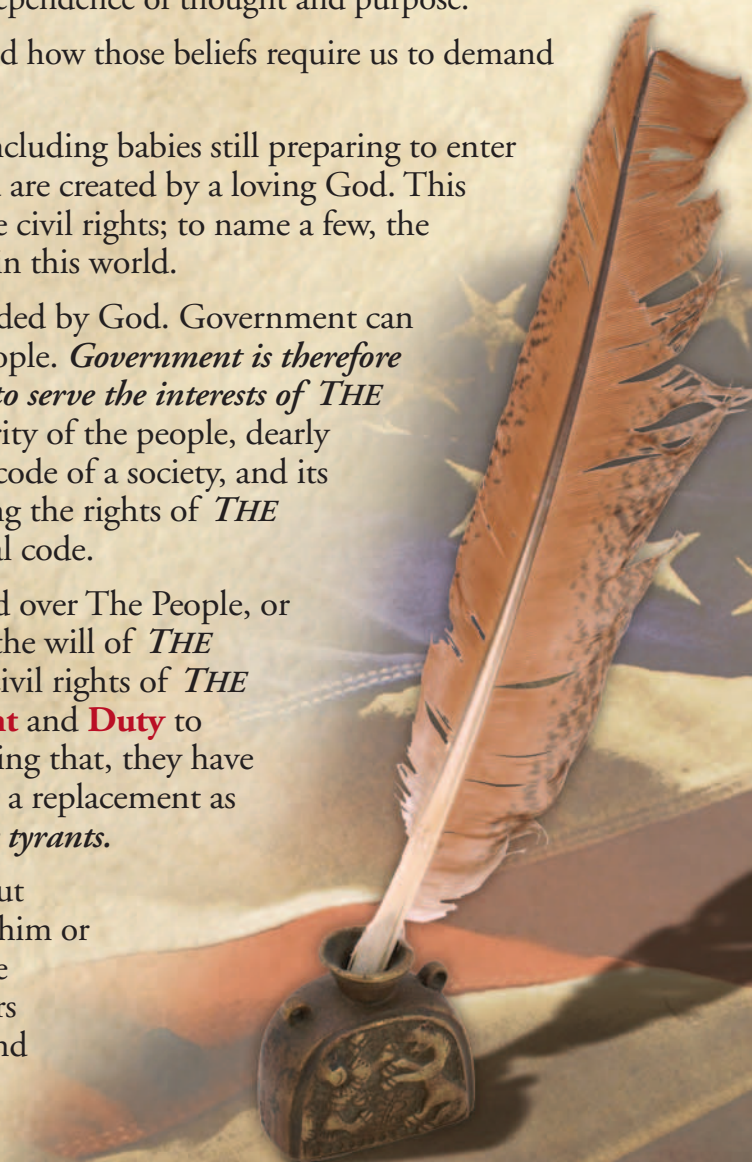 ependence of thought and purpose.
d how those beliefs require us to demand
ncluding babies still preparing to enter
are created by a loving God. This
e civil rights; to name a few, the
in this world.
ded by God. Government can
ople. Government is therefore
to serve the interests of THE
rity of the people, dearly
code of a society, and its
ng the rights of THE
al code.
d over The People, or
the will of THE
ivil rights of THE
nt and Duty to
ing that, they have
a replacement as
tyrants.
ut
him or
e
rs
nd